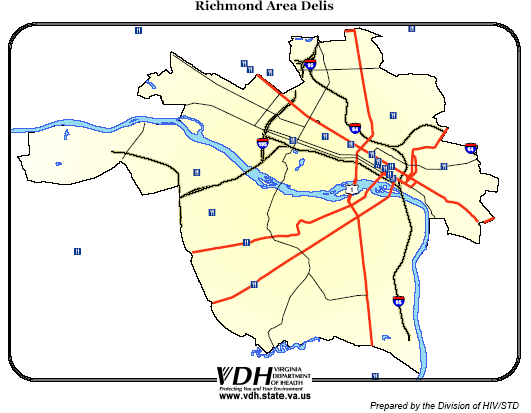 Richmond Area Delis
1
VDH VIRGINIA
DEPARTMENT
OF HEALTH
Protecting You and Your Environment
www.vdh.state.va.us
Prepared by the Division of HIV/STD